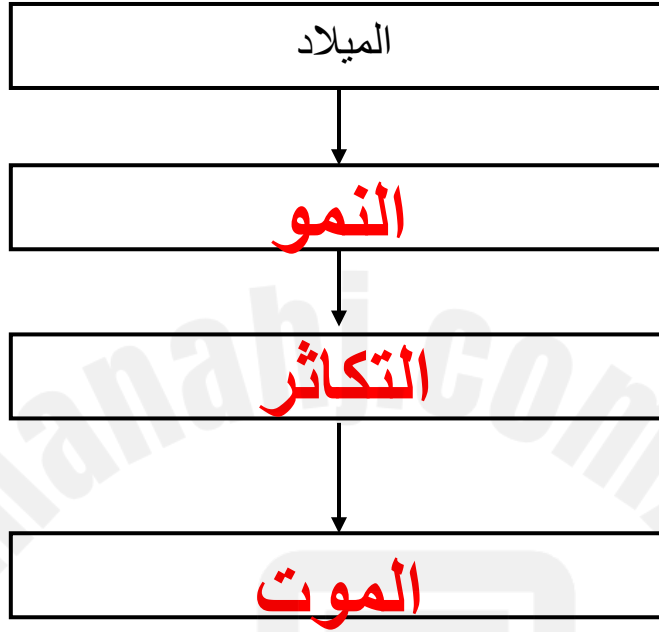 الميلاد
النمو
التكاثر
الموت